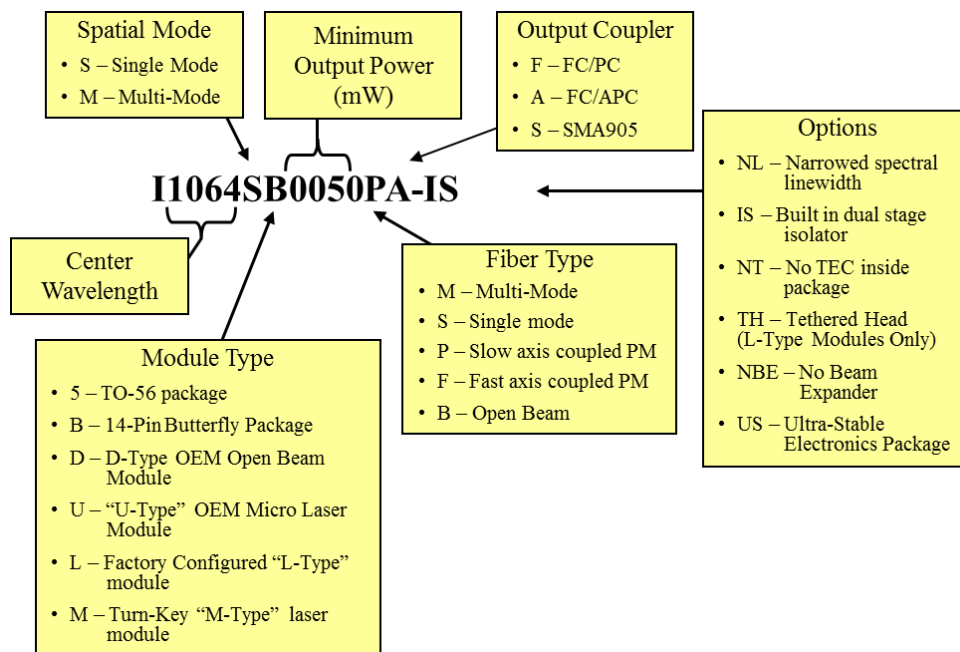 Spatial Mode
• S – Single Mode
• M – Multi-Mode
Minimum
Output Power
(mW)
Output Coupler
• F – FC/PC
• A – FC/APC
• S – SMA905
I1064SB0050PA-IS
Center
Wavelength
Module Type
• 5 – TO-56 package
• B – 14-Pin Butterfly Package
• D – D-Type OEM Open Beam
Module
• U – “U-Type” OEM Micro Laser
Module
• L – Factory Configured “L-Type”
module
• M – Turn-Key “M-Type” laser
module
Fiber Type
• M – Multi-Mode
• S – Single mode
• P – Slow axis coupled PM
• F – Fast axis coupled PM
• B – Open Beam
Options
• NL – Narrowed spectral
linewidth
• IS – Built in dual stage
isolator
• NT – No TEC inside
package
• TH – Tethered Head
(L-Type Modules Only)
• NBE – No Beam
Expander
• US – Ultra-Stable
Electronics Package